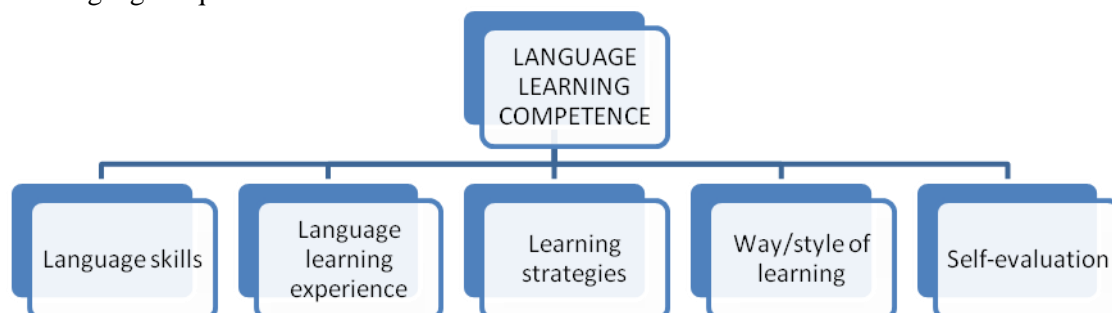 LANGUAGE
LEARNING
COMPETENCE
Language skills
Language
learning
experience
Learning
strategies
Way/style of
learning
Self-evaluation